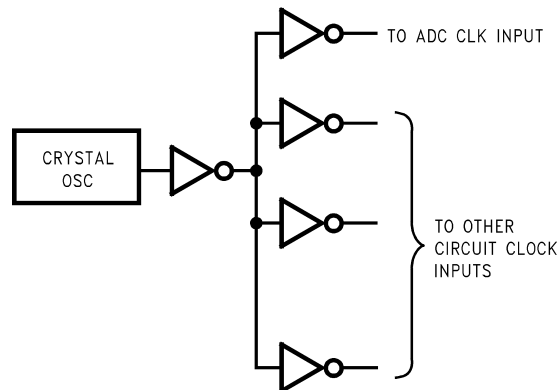 TO ADC CLK INPUT
CRYSTAL
OSC
TO OTHER
CIRCUIT CLOCK
INPUTS